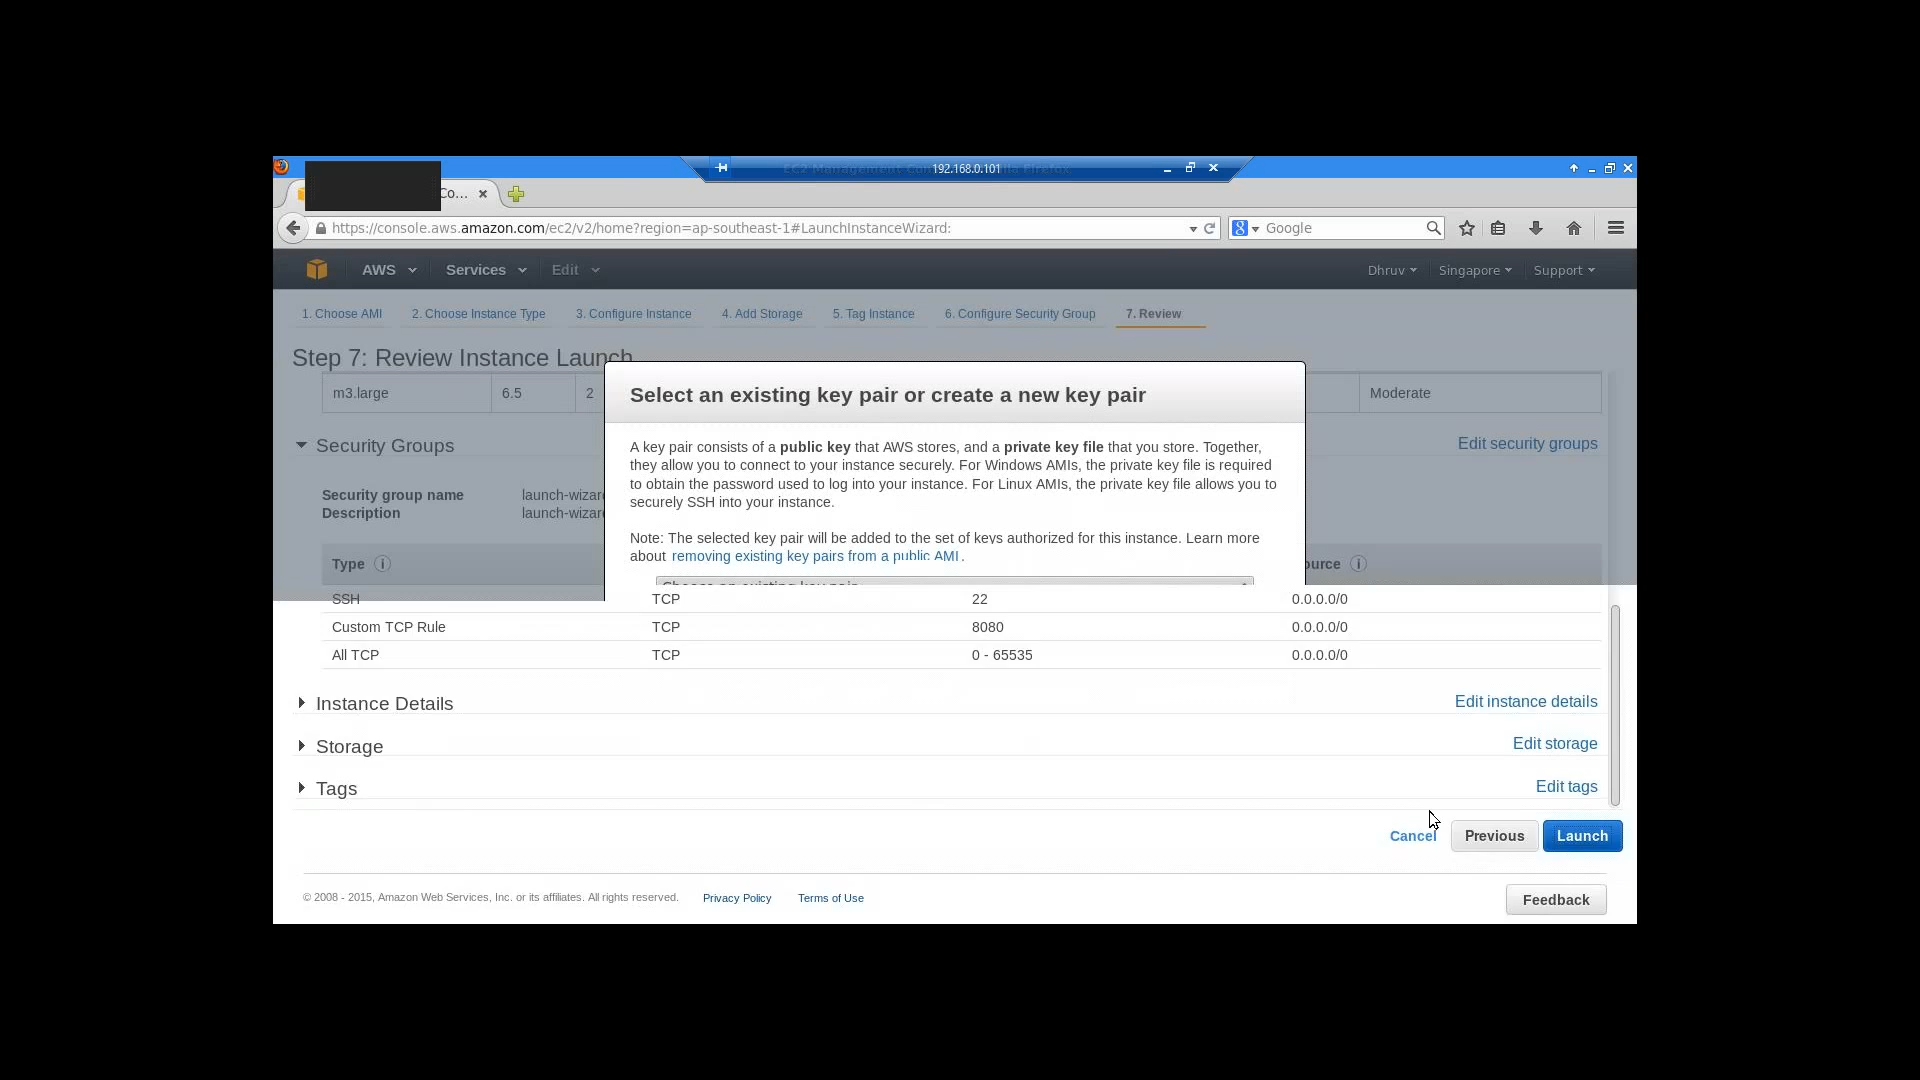 192.168.0.101
Co...
https://console.aws.amazon.com/ec2/v2/home?region=ap-southeast-1#LaunchInstanceWizard:
Google
AWS Services Edit Dhruv Singapore Support
1. Choose AMI 2. Choose Instance Type 3. Configure Instance 4. Add Storage 5. Tag Instance 6. Configure Security Group 7. Review
Step 7: Review Instance Launch
m3.large 6.5 2 Moderate
Select an existing key pair or create a new key pair
A key pair consists of a public key that AWS stores, and a private key file that you store. Together,
they allow you to connect to your instance securely. For Windows AMIs, the private key file is required
to obtain the password used to log into your instance. For Linux AMIs, the private key file allows you to
securely SSH into your instance.
Note: The selected key pair will be added to the set of keys authorized for this instance. Learn more
about removing existing key pairs from a public AMI.
Choose an existing key pair
Security Groups Edit security groups
Security group name launch-wizar
Description launch-wizar
Type ource
SSH TCP 22 0.0.0.0/0
Custom TCP Rule TCP 8080 0.0.0.0/0
All TCP TCP 0 - 65535 0.0.0.0/0
Instance Details Edit instance details
Storage Edit storage
Tags Edit tags
Cancel Previous Launch
© 2008 - 2015, Amazon Web Services, Inc. or its affiliates. All rights reserved. Privacy Policy Terms of Use
Feedback